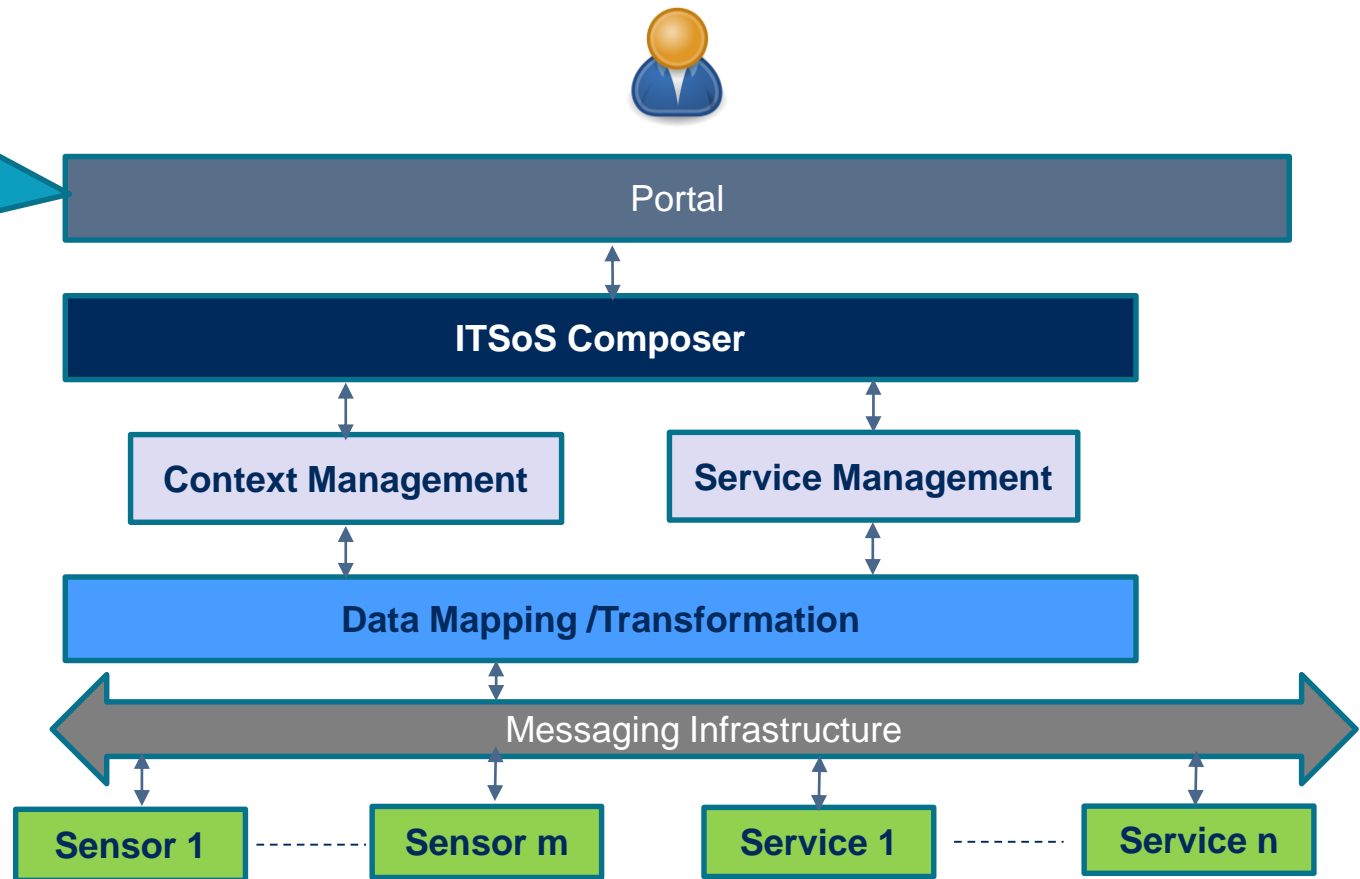 Portal
ITSoS Composer
Context Management
Service Management
Data Mapping /Transformation
Messaging Infrastructure
Sensor 1
Sensor m
Service 1
Service n